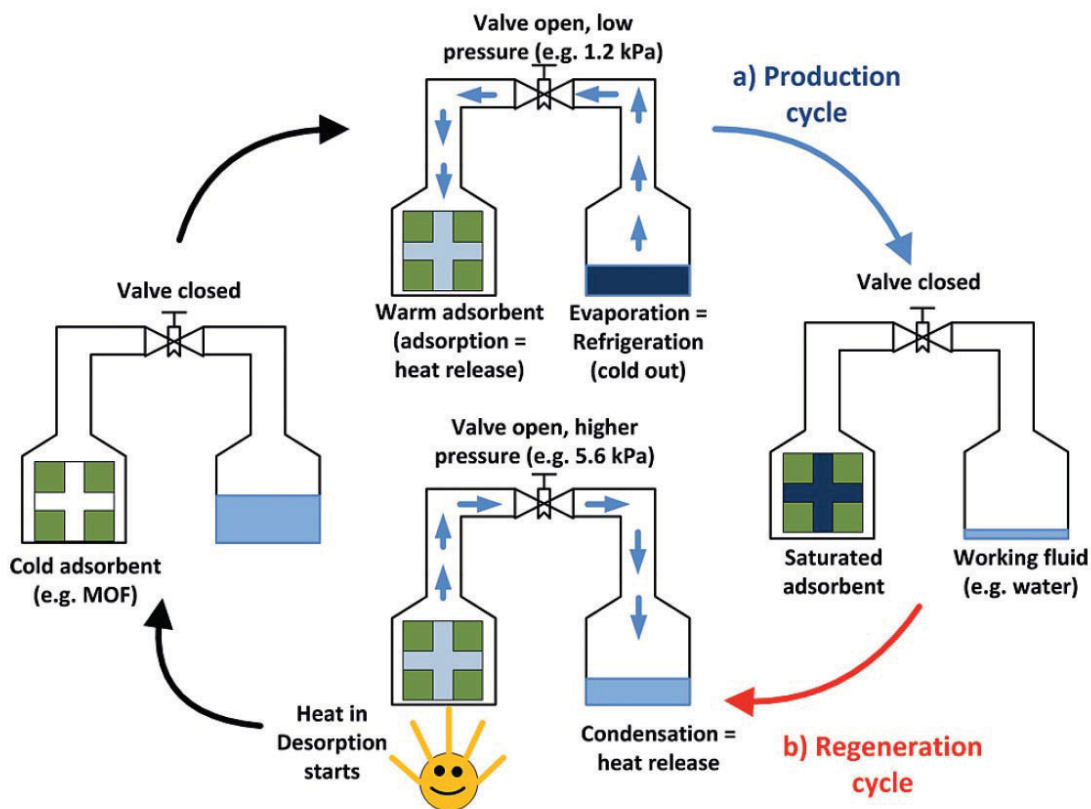 Valve open, low
pressure (e.g. 1.2 kPa)
a) Production
cycle
Valve closed
Warm adsorbent
(adsorption =
heat release)
Evaporation =
Refrigeration
(cold out)
Valve closed
Cold adsorbent
(e.g. MOF)
Valve open, higher
pressure (e.g. 5.6 kPa)
Saturated
adsorbent
Working fluid
(e.g. water)
Heat in
Desorption
starts
Condensation =
heat release
b) Regeneration
cycle